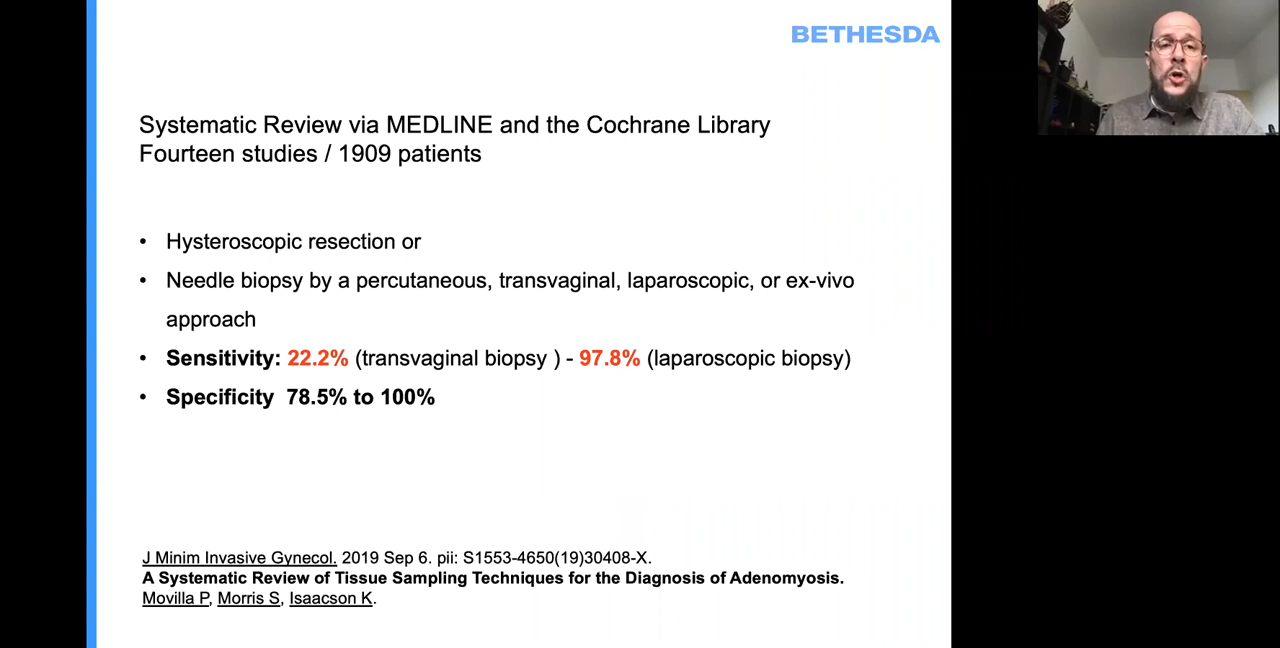 BETHESDA
Systematic Review via MEDLINE and the Cochrane Library
Fourteen studies / 1909 patients
• Hysteroscopic resection or
• Needle biopsy by a percutaneous, transvaginal, laparoscopic, or ex-vivo
approach
• Sensitivity: 22.2% (transvaginal biopsy ) - 97.8% (laparoscopic biopsy)
• Specificity 78.5% to 100%
J Minim Invasive Gynecol. 2019 Sep 6. pii: S1553-4650(19)30408-X.
A Systematic Review of Tissue Sampling Techniques for the Diagnosis of Adenomyosis.
Movilla P, Morris S, Isaacson K.